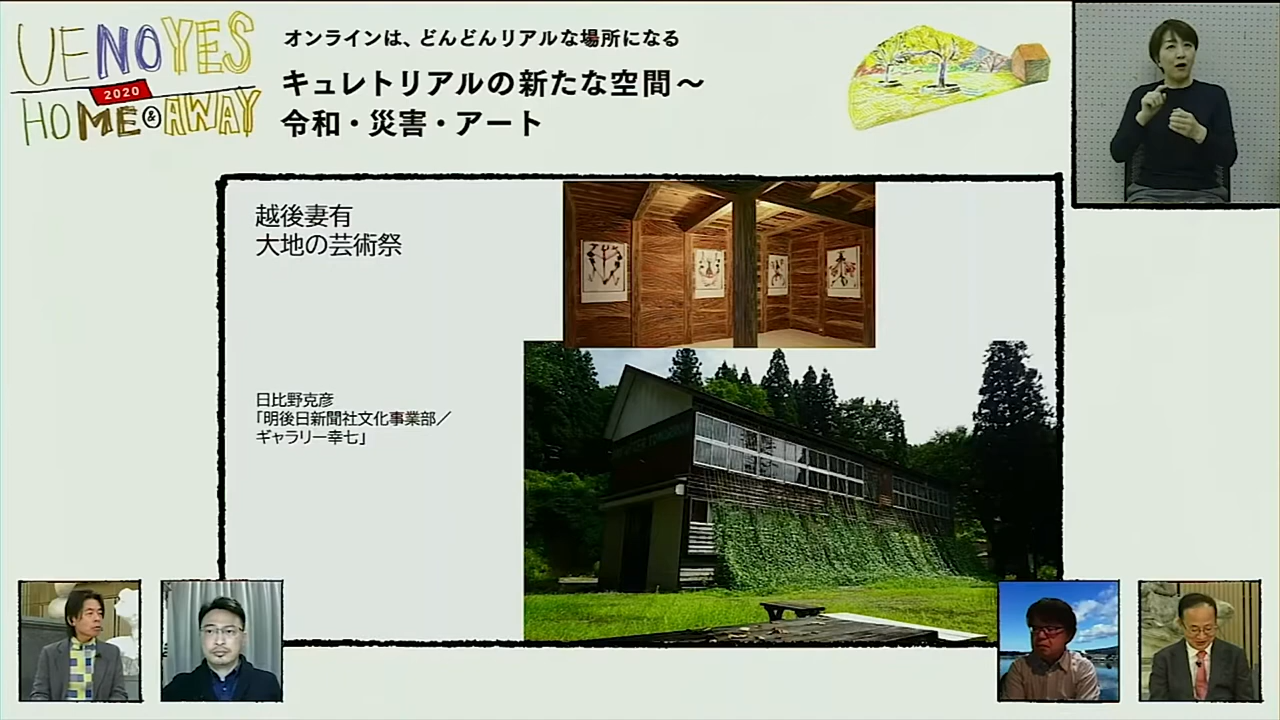 UENOYES
2020
HOME & AWAY
オンラインは、どんどんリアルな場所になる
キュレトリアルの新たな空間～
令和・災害・アート
越後妻有
大地の芸術祭
日比野克彦
「明後日新聞社文化事業部／
ギャラリー幸七」